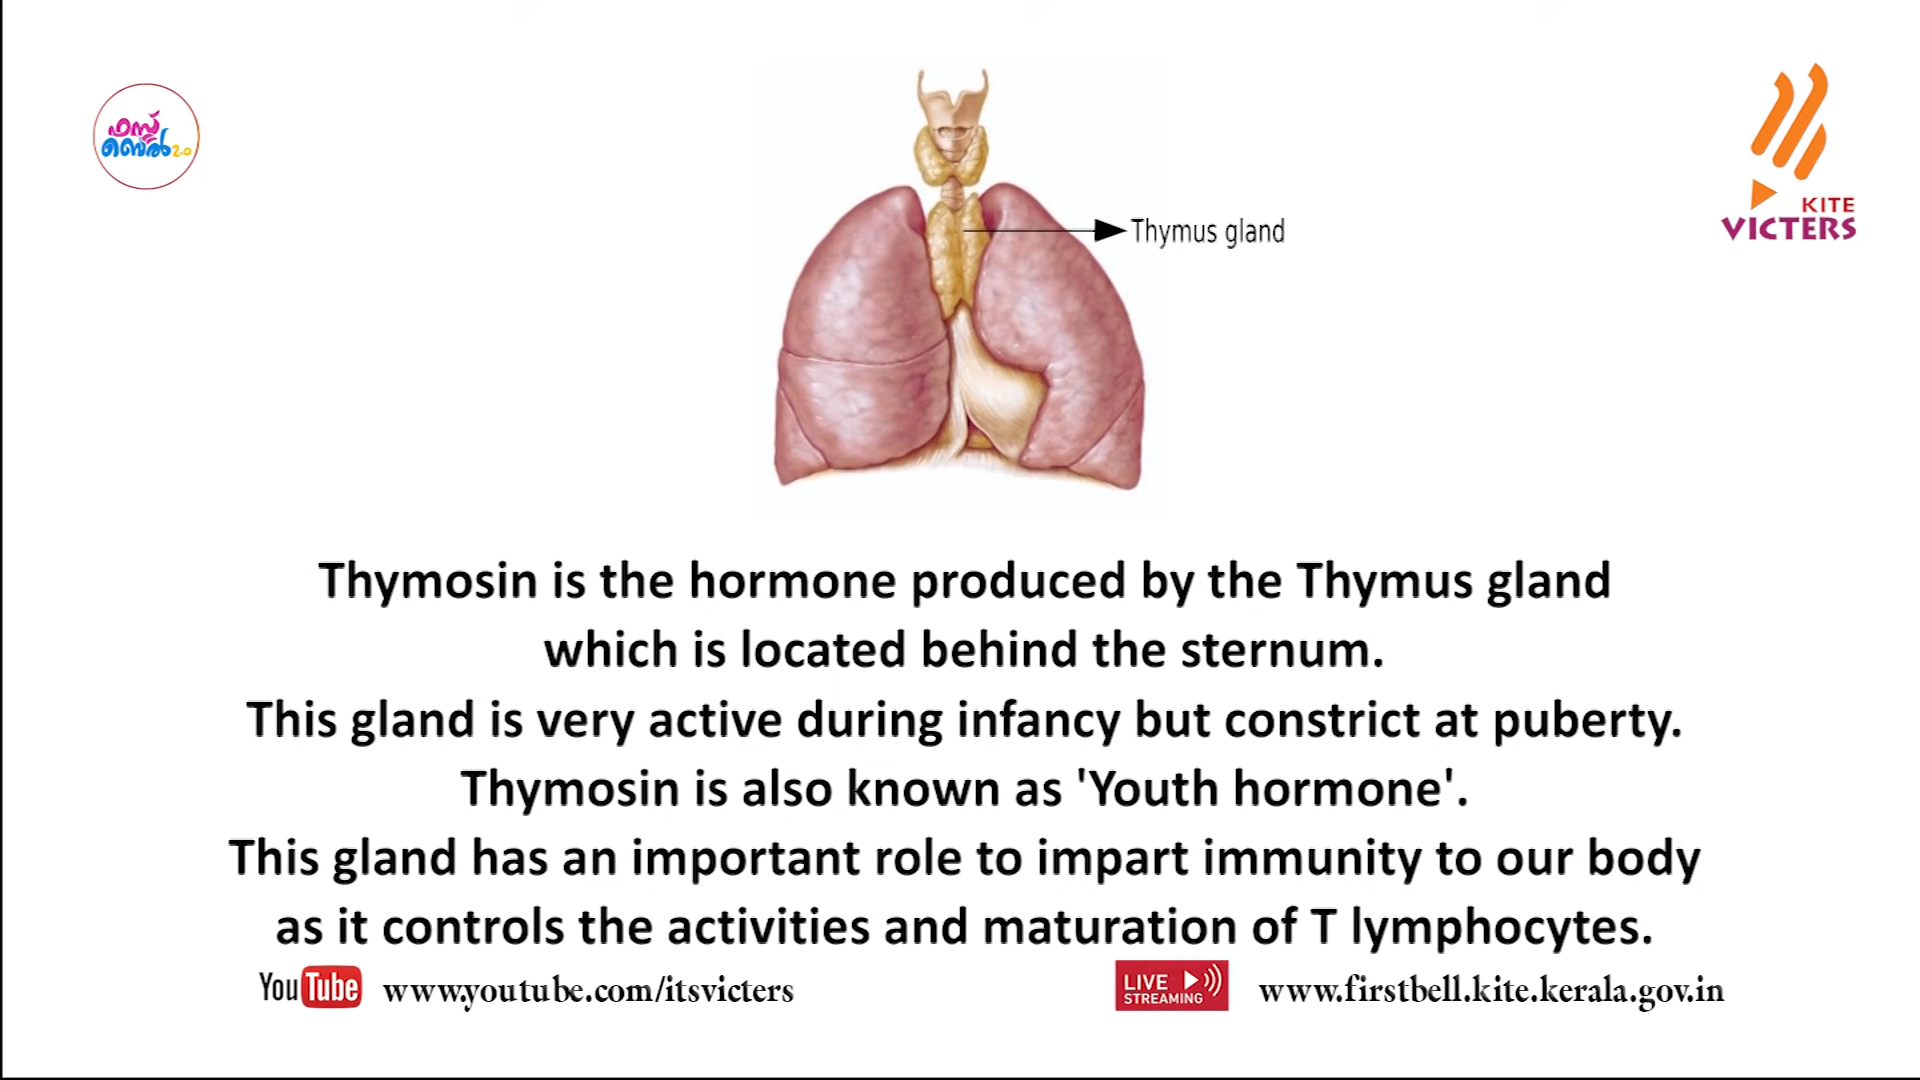 ഫസ്റ്റ്
ബെൽ 2.0
KITE
VICTERS
Thymus gland
Thymosin is the hormone produced by the Thymus gland
which is located behind the sternum.
This gland is very active during infancy but constrict at puberty.
Thymosin is also known as 'Youth hormone'.
This gland has an important role to impart immunity to our body
as it controls the activities and maturation of T lymphocytes.
YouTube www.youtube.com/itsvicters
LIVE STREAMING www.firstbell.kite.kerala.gov.in